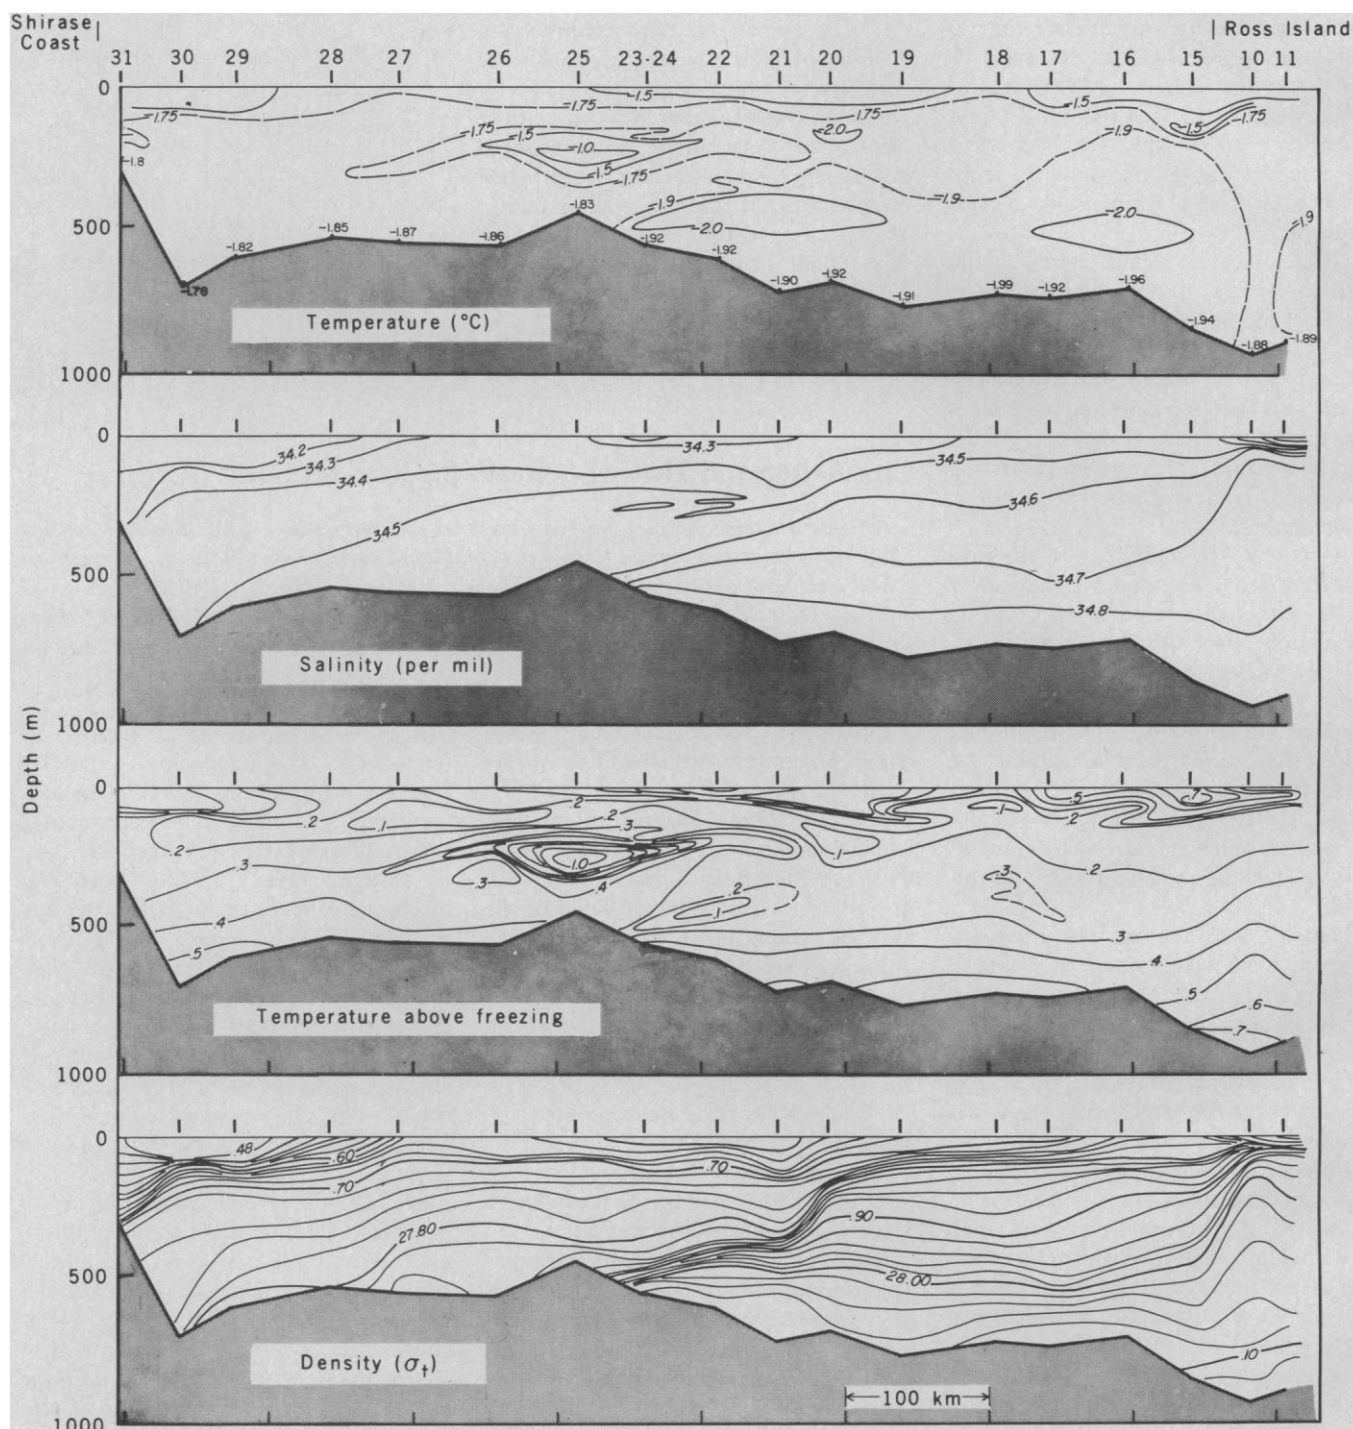 Shirase
Coast
Ross Island
31 30 29 28 27 26 25 23-24 22 21 20 19 18 17 16 15 10 11
0
-1.75 -1.75 -1.5 -1.75 -1.5 -1.5 -1.75
-1.8 -1.75 -1.5 -1.0 -1.5 -1.75 -2.0 -1.9
-1.9 -2.0 -1.9 -2.0 -1.9
500
-1.78 -1.82 -1.85 -1.87 -1.86 -1.83 -1.92 -1.92 -1.90 -1.92 -1.91 -1.99 -1.92 -1.96 -1.94 -1.88 -1.89
Temperature (°C)
1000
0
34.2 34.3 34.4 34.5 34.3 34.5 34.6
500
34.7
34.8
Salinity (per mil)
1000
Depth (m)
0
.2 .2 .1 .2 .2 .3 .1 .5 .2 .7
.3 .3 1.0 .4 .1 .3 .2
.4 .2 .1 .3
500
.5 .4 .5 .6 .7
Temperature above freezing
1000
0
.48 .60 .70 .70
27.80 .90
500
28.00
.10
Density (σt)
100 km
1000